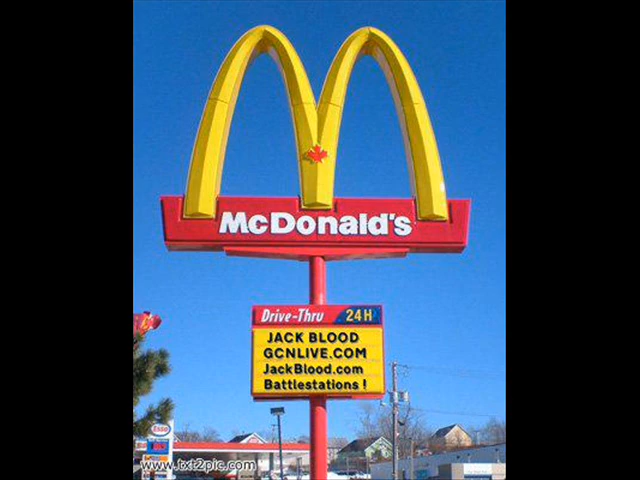 McDonald's
Drive-Thru 24H
JACK BLOOD
GCNLIVE.COM
JackBlood.com
Battlestations !
Esso
www.txt2pic.com